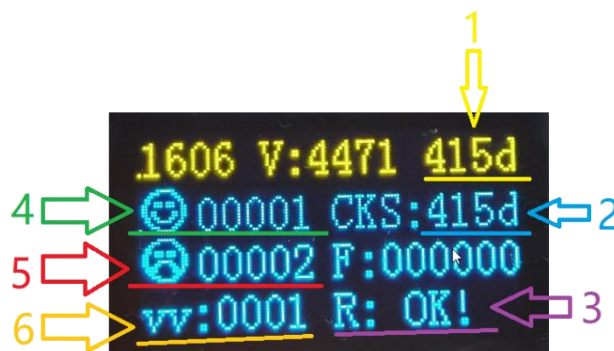 1
.1606 V:4471 415d
4 00001 CKS:415d 2
5 00002 F:000000
6 vv:0001 R: OK! 3